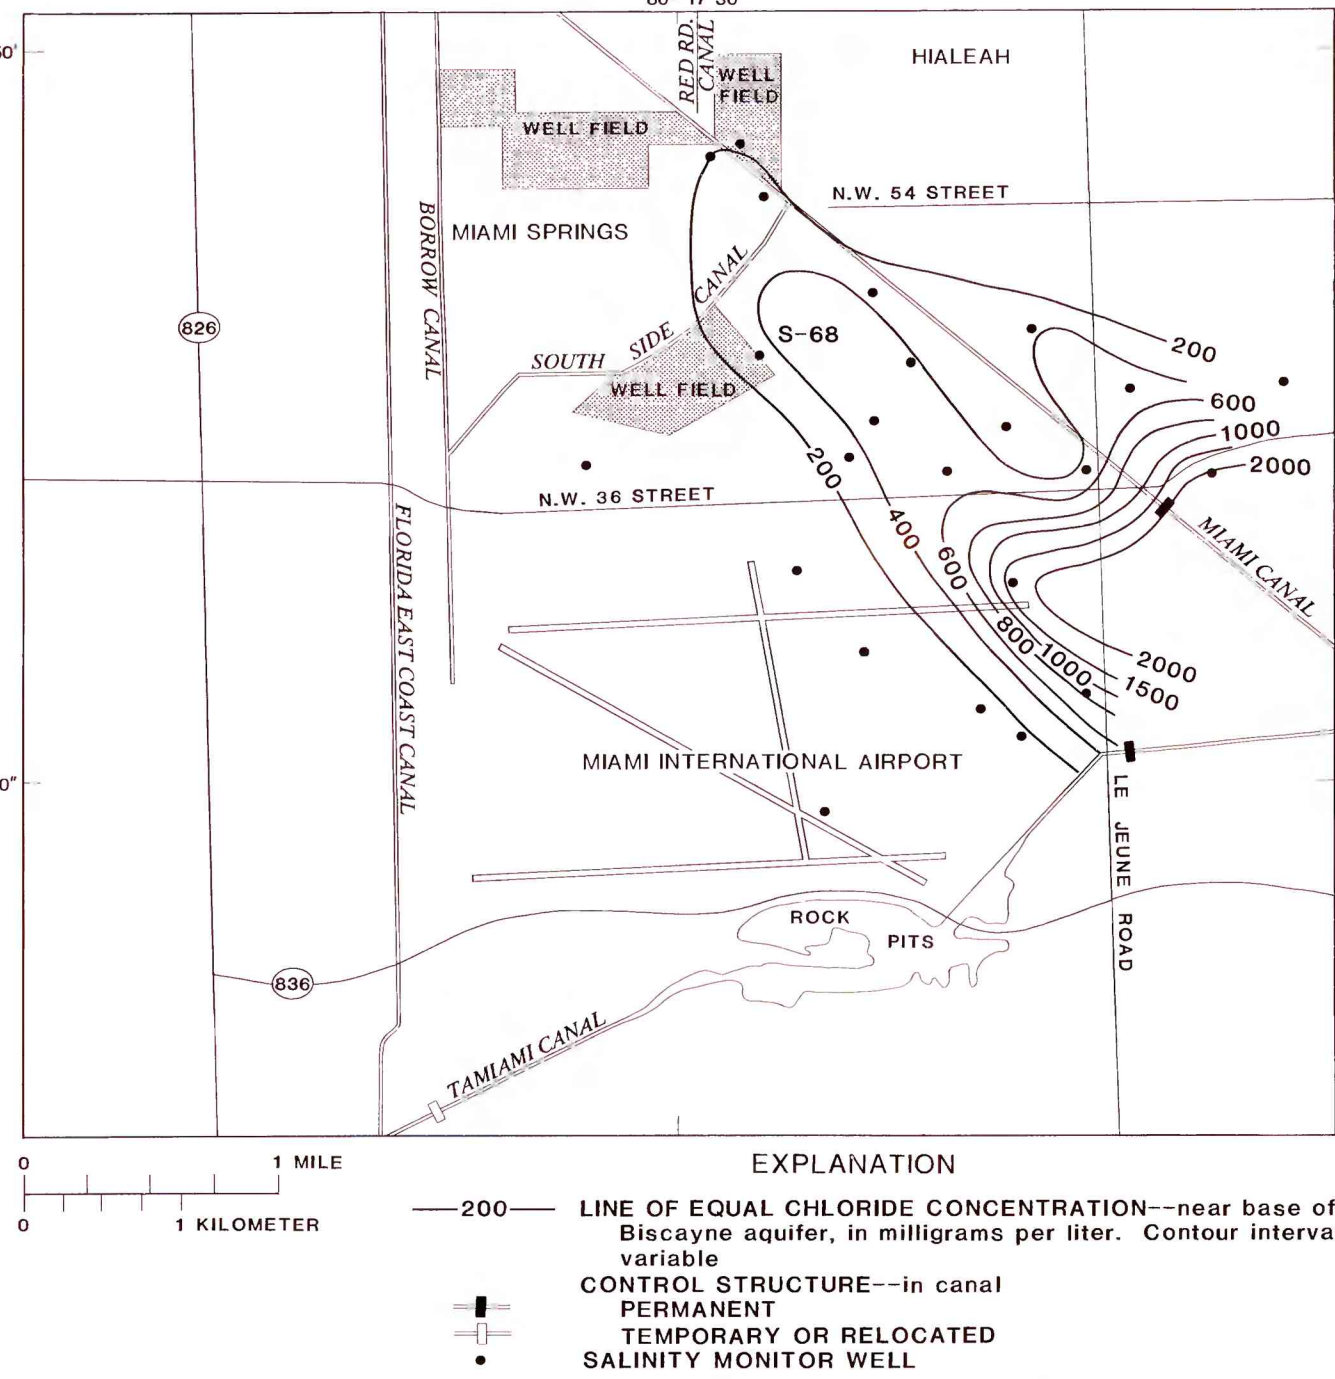 RED RD.
CANAL
HIALEAH
WELL
FIELD
WELL FIELD
N.W. 54 STREET
BORROW CANAL
MIAMI SPRINGS
CANAL
826
S-68
200
SOUTH
SIDE
WELL FIELD
600
1000
2000
200
N.W. 36 STREET
400
600
MIAMI CANAL
FLORIDA EAST COAST CANAL
800
1000
2000
1500
MIAMI INTERNATIONAL AIRPORT
LE JEUNE ROAD
ROCK
PITS
836
TAMIAMI CANAL
0
1 MILE
0
1 KILOMETER
EXPLANATION
200
LINE OF EQUAL CHLORIDE CONCENTRATION--near base of
Biscayne aquifer, in milligrams per liter. Contour interva
variable
CONTROL STRUCTURE--in canal
PERMANENT
TEMPORARY OR RELOCATED
SALINITY MONITOR WELL